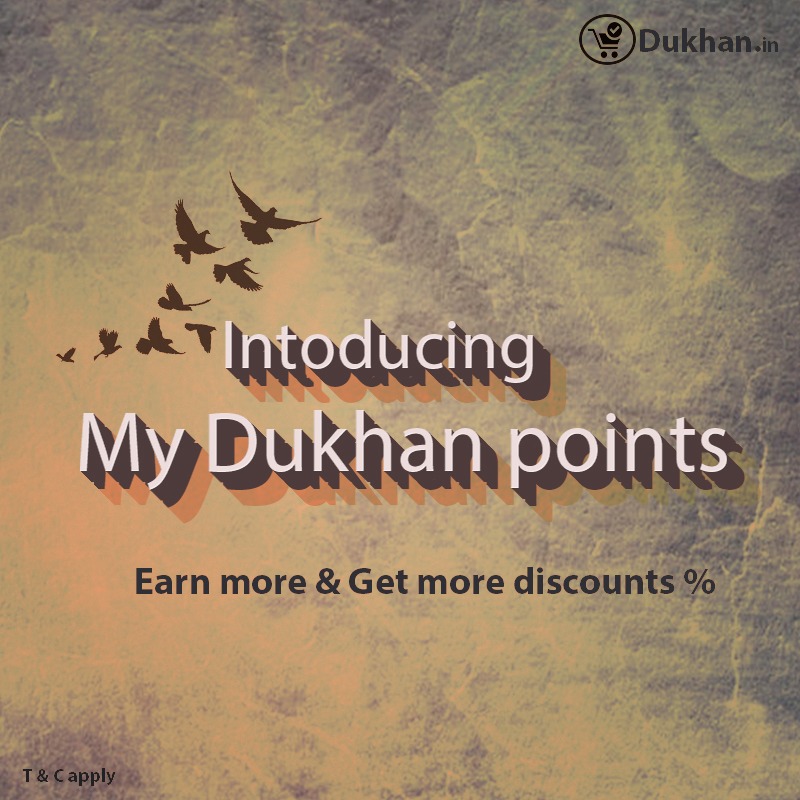 Dukhan.in
Intoducing
My Dukhan points
Earn more & Get more discounts %
T & C apply